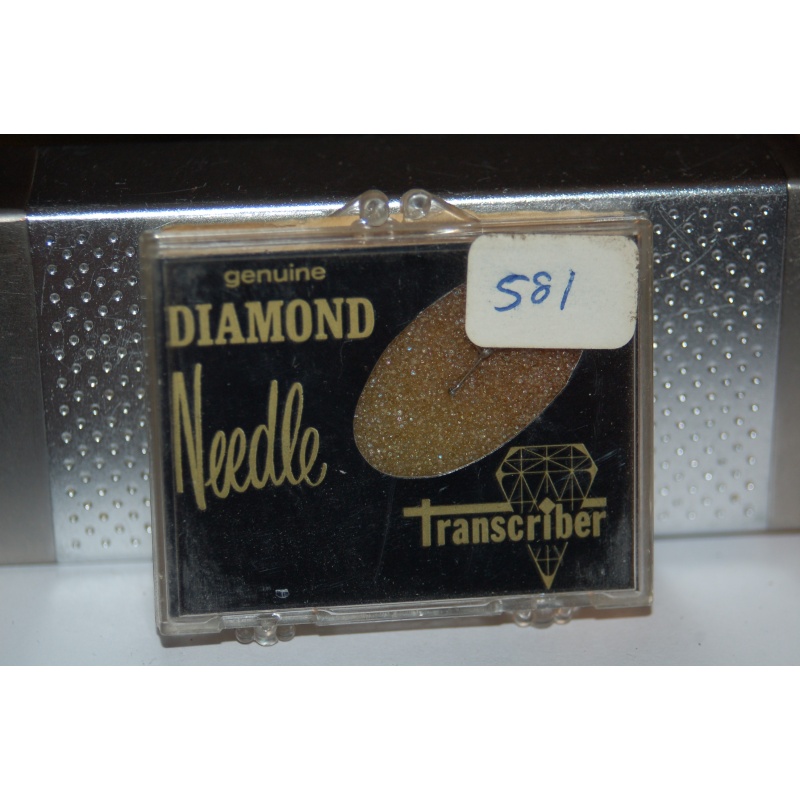 genuine
DIAMOND
Needle
581
Transcriber